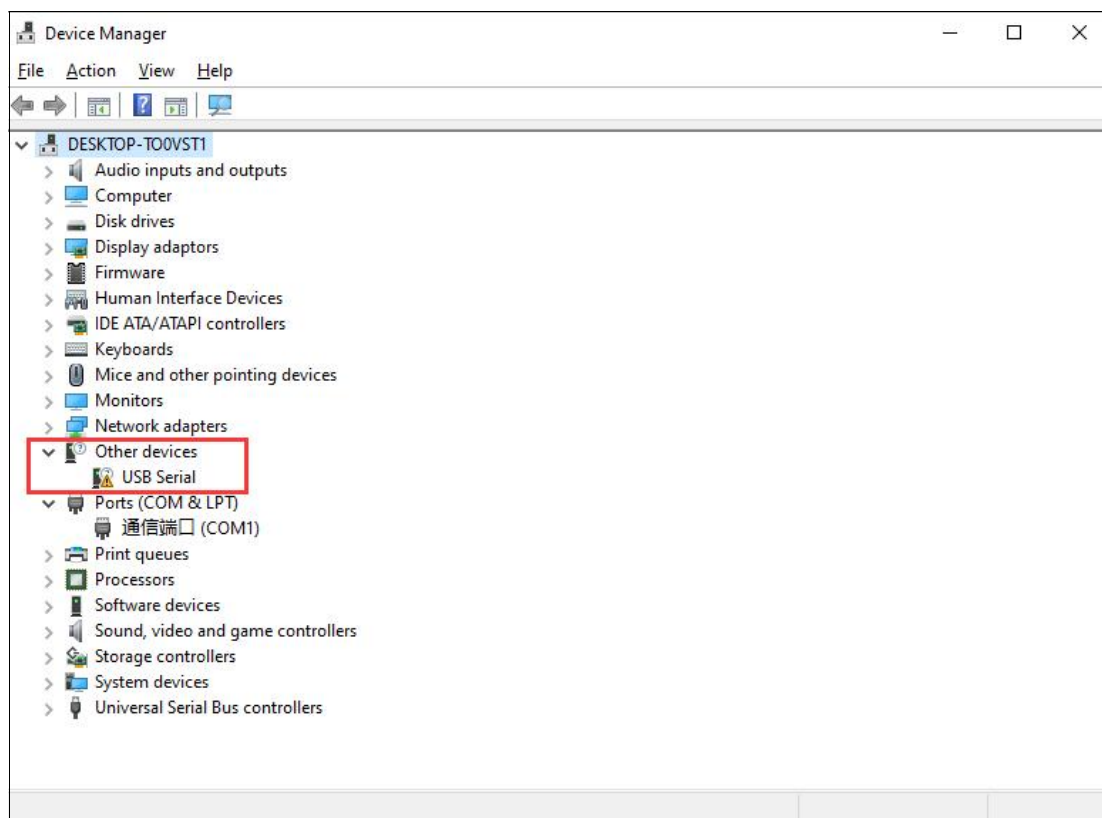 Device Manager
File Action View Help
DESKTOP-TO0VST1
Audio inputs and outputs
Computer
Disk drives
Display adaptors
Firmware
Human Interface Devices
IDE ATA/ATAPI controllers
Keyboards
Mice and other pointing devices
Monitors
Network adapters
Other devices
USB Serial
Ports (COM & LPT)
通信端口 (COM1)
Print queues
Processors
Software devices
Sound, video and game controllers
Storage controllers
System devices
Universal Serial Bus controllers